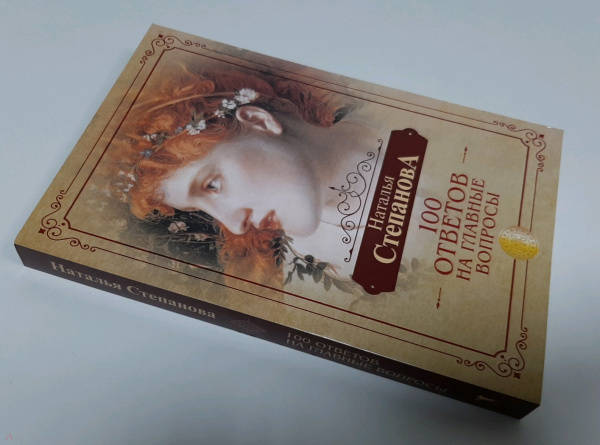 Наталья
Степанова
100
ОТВЕТОВ
НА ГЛАВНЫЕ
ВОПРОСЫ
Наталья Степанова
100 ОТВЕТОВ
НА ГЛАВНЫЕ ВОПРОСЫ